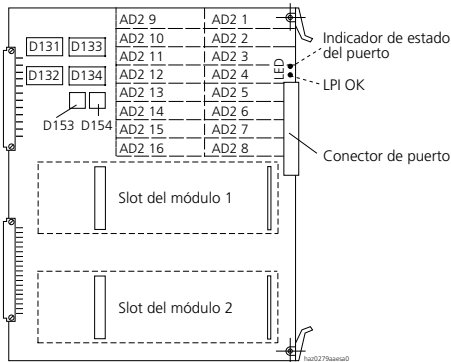 AD2 9 AD2 1
AD2 10 AD2 2
AD2 11 AD2 3
AD2 12 AD2 4
AD2 13 AD2 5
AD2 14 AD2 6
AD2 15 AD2 7
AD2 16 AD2 8
D131 D133
D132 D134
D153 D154
LED
Indicador de estado
del puerto
LPI OK
Conector de puerto
Slot del módulo 1
Slot del módulo 2
haz0279aaesa0